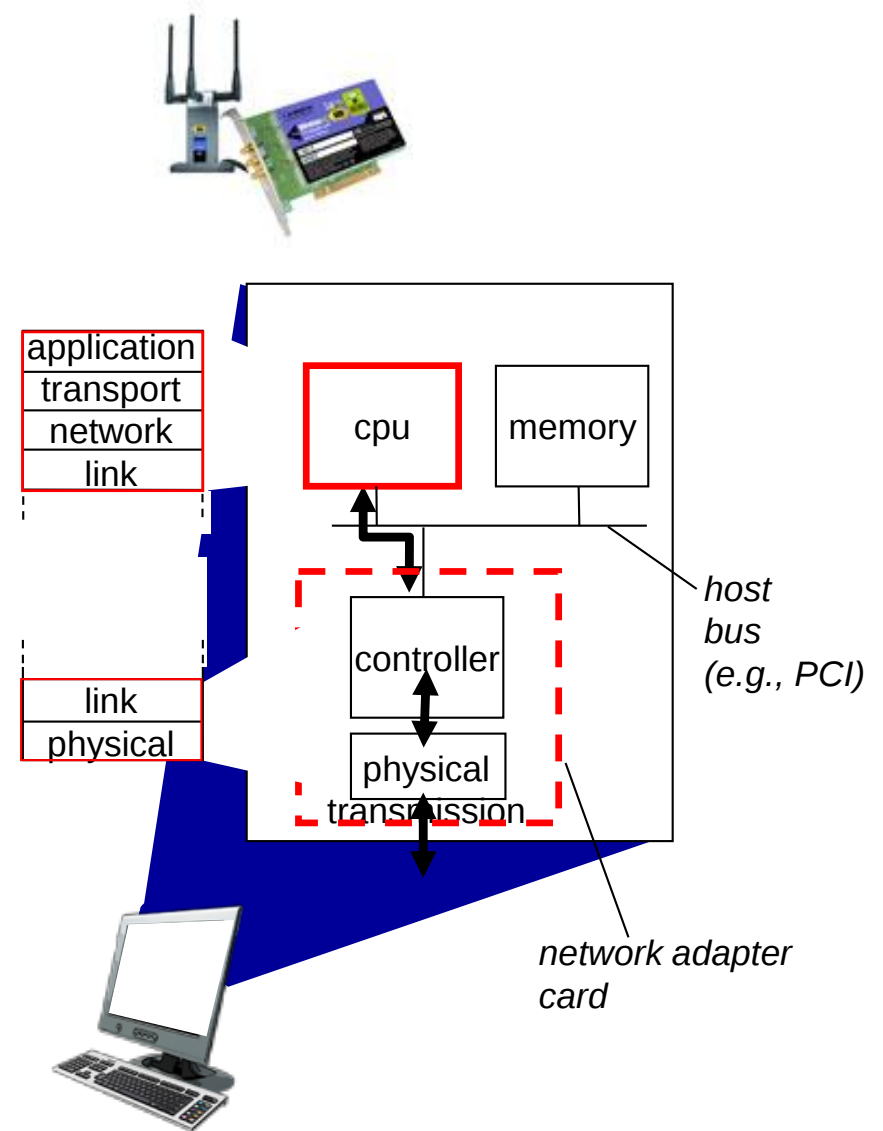 application
transport
network
link
cpu
memory
host
bus
(e.g., PCI)
controller
link
physical
physical
transmission
network adapter
card